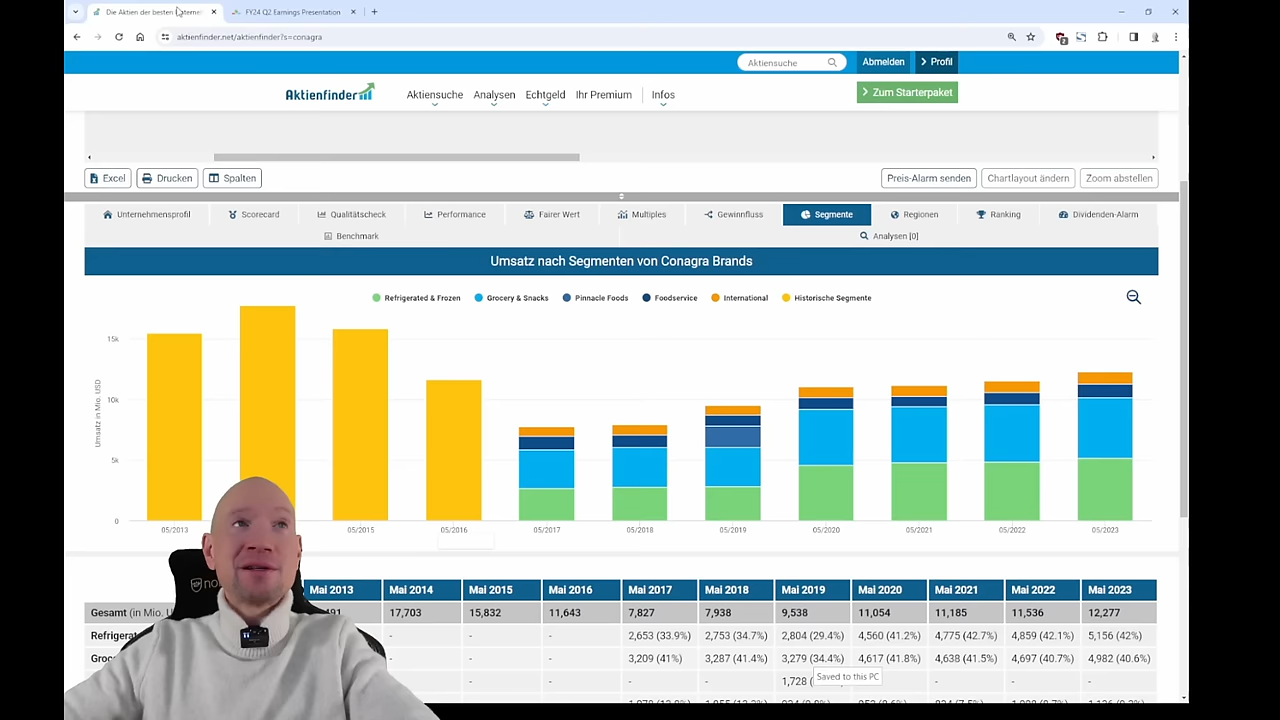 Die Aktien der besten
FY24 Q2 Earnings Presentation
aktienfinder.net/aktienfinder?s=conagra
Aktiensuche
Abmelden
Profil
Aktienfinder
Aktiensuche
Analysen
Echtgeld
Ihr Premium
Infos
Zum Starterpaket
Excel
Drucken
Spalten
Preis-Alarm senden
Chartlayout ändern
Zoom abstellen
Unternehmensprofil
Scorecard
Qualitätscheck
Performance
Fairer Wert
Multiples
Gewinnfluss
Segmente
Regionen
Ranking
Dividenden-Alarm
Benchmark
Analysen [0]
Umsatz nach Segmenten von Conagra Brands
Refrigerated & Frozen
Grocery & Snacks
Pinnacle Foods
Foodservice
International
Historische Segmente
Umsatz in Mio. USD
15k
10k
5k
0
05/2013
05/2015
05/2016
05/2017
05/2018
05/2019
05/2020
05/2021
05/2022
05/2023
Mai 2013 Mai 2014 Mai 2015 Mai 2016 Mai 2017 Mai 2018 Mai 2019 Mai 2020 Mai 2021 Mai 2022 Mai 2023
Gesamt (in Mio. 17,703 15,832 11,643 7,827 7,938 9,538 11,054 11,185 11,536 12,277
- - - 2,653 (33.9%) 2,753 (34.7%) 2,804 (29.4%) 4,560 (41.2%) 4,775 (42.7%) 4,859 (42.1%) 5,156 (42%)
- - - 3,209 (41%) 3,287 (41.4%) 3,279 (34.4%) 4,617 (41.8%) 4,638 (41.5%) 4,697 (40.7%) 4,982 (40.6%)
- - - - - 1,728 - - - -
Saved to this PC